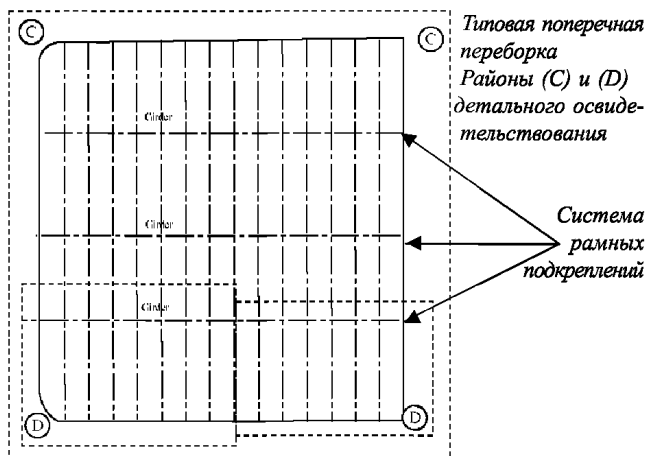 C
C
Типовая поперечная
переборка
Районы (C) и (D)
детального освиде-
тельствования
Girder
Girder
Система
рамных
подкреплений
Girder
D
D